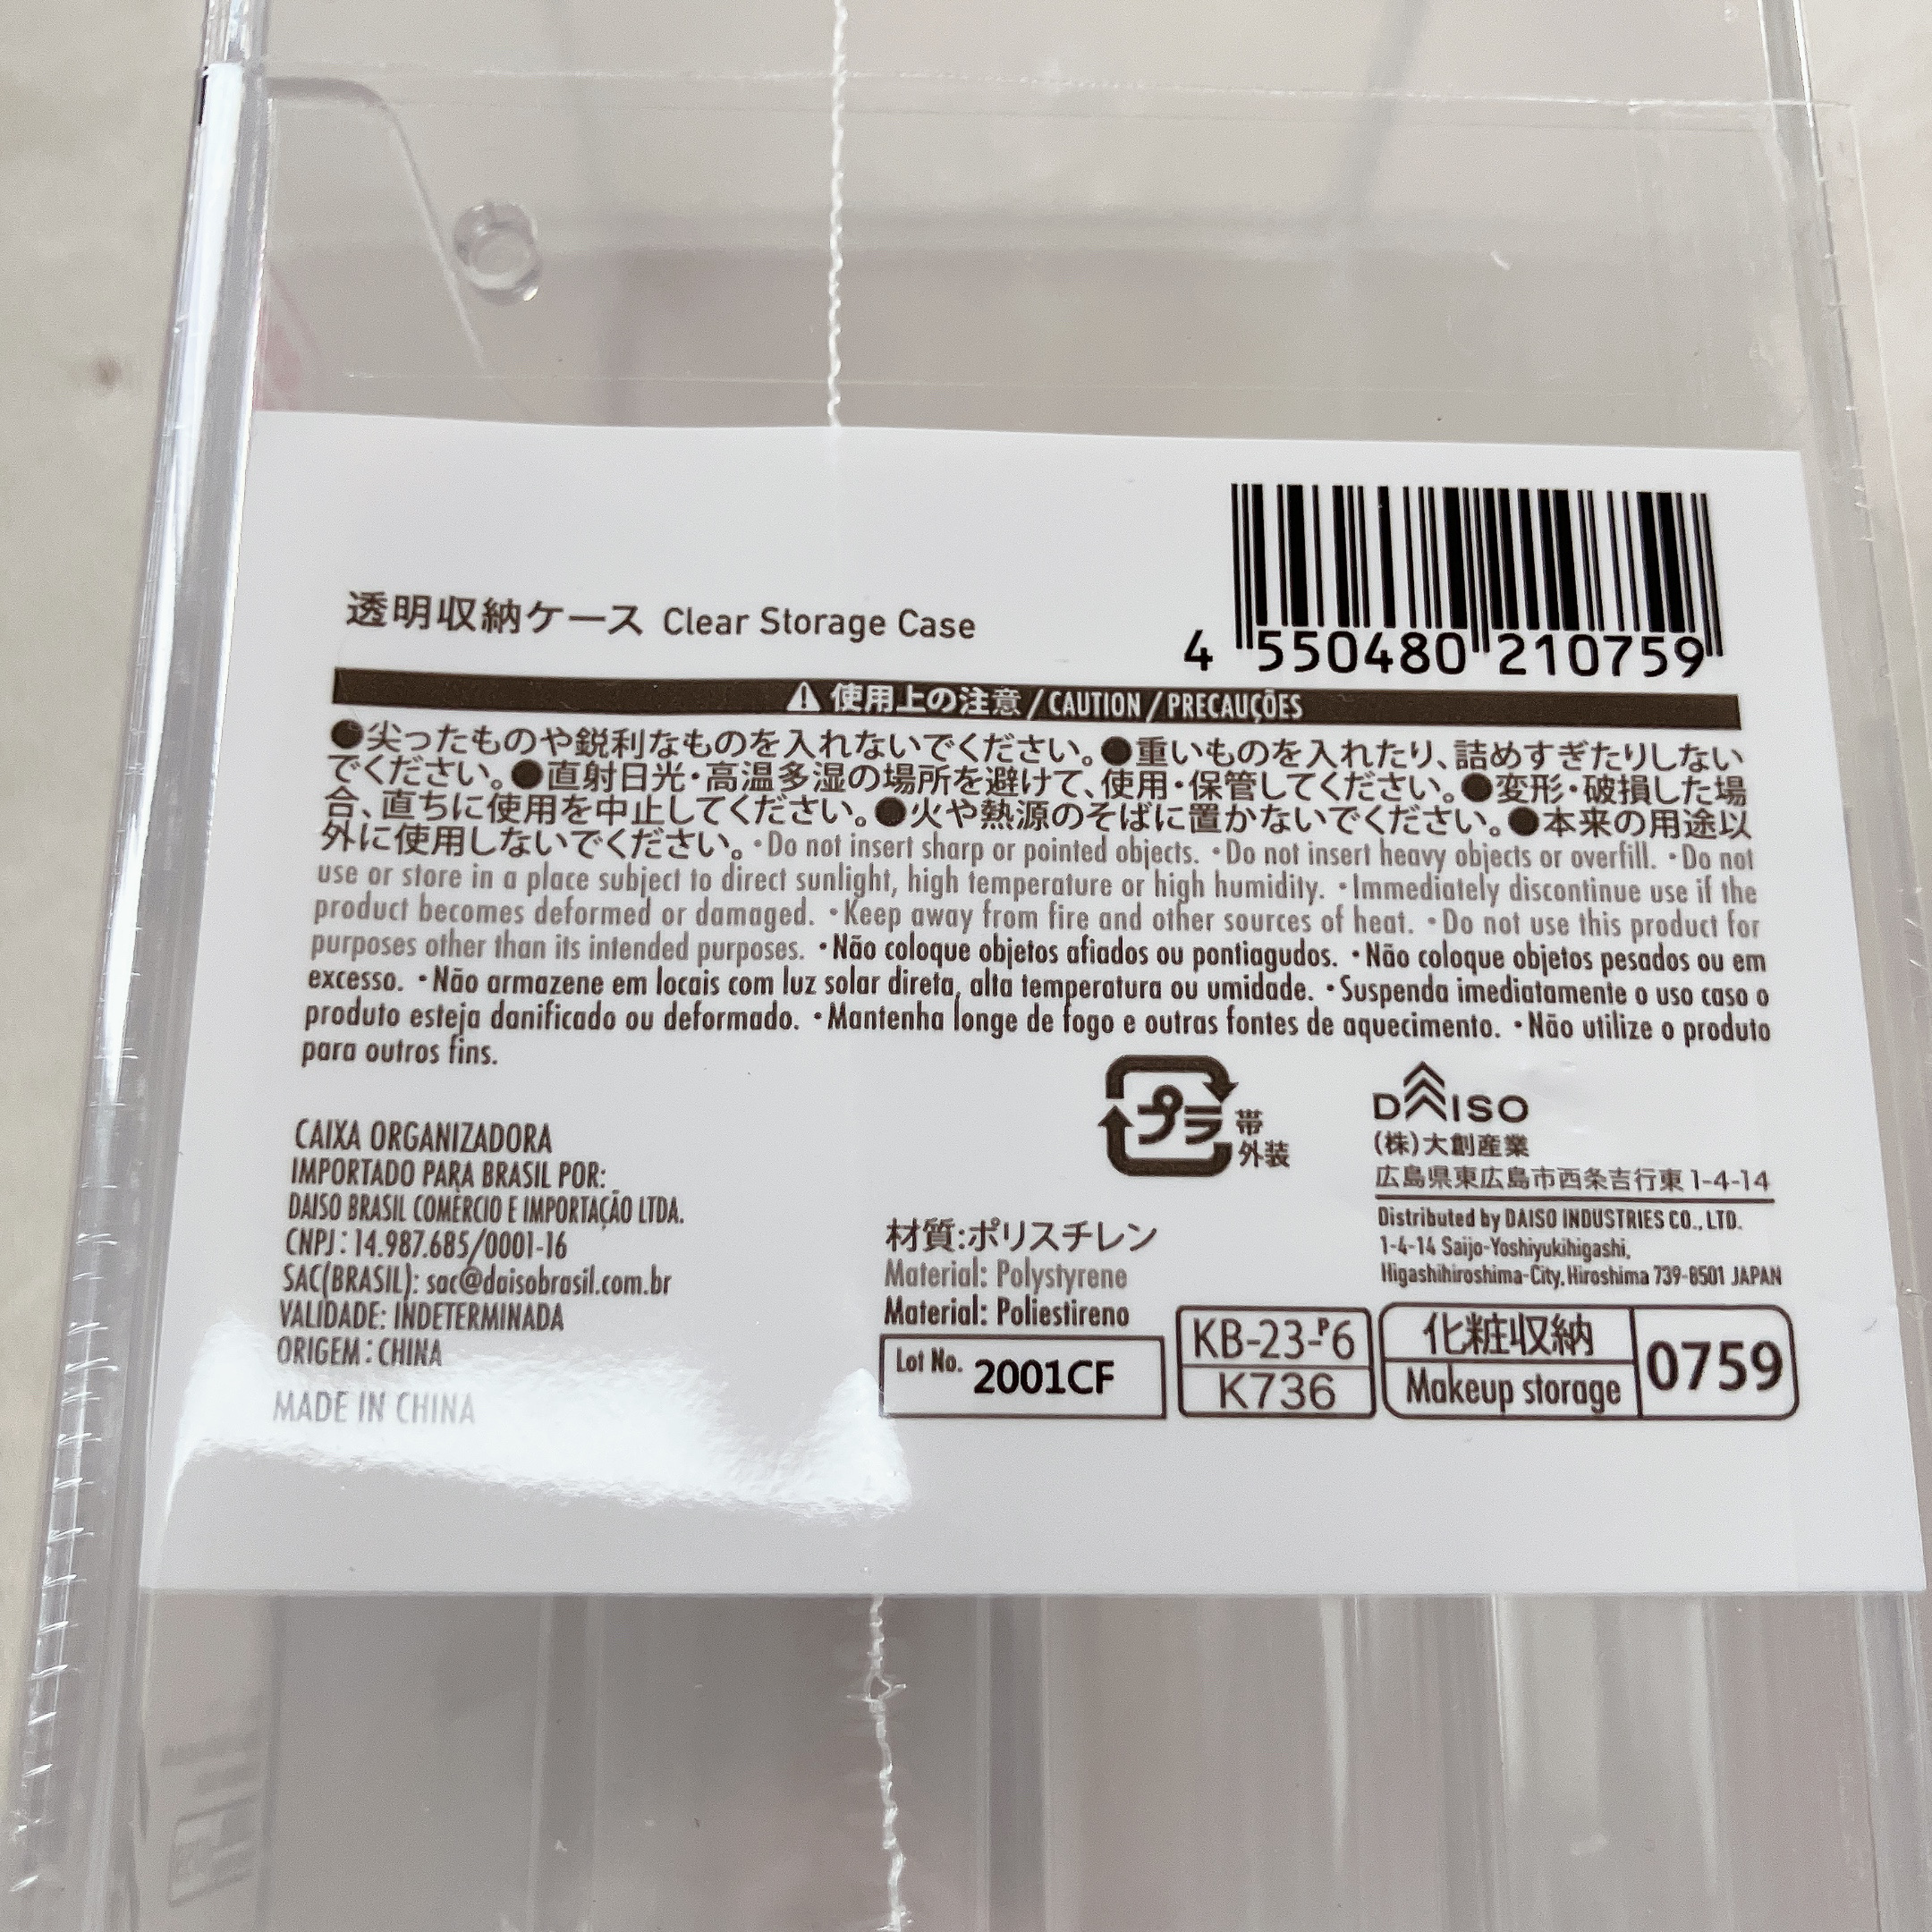 透明収納ケース Clear Storage Case
4 550480 210759
使用上の注意 / CAUTION / PRECAUÇÕES
●尖ったものや鋭利なものを入れないでください。●重いものを入れたり、詰めすぎたりしない
でください。●直射日光・高温多湿の場所を避けて、使用・保管してください。●変形・破損した場
合、直ちに使用を中止してください。●火や熱源のそばに置かないでください。●本来の用途以
外に使用しないでください。・Do not insert sharp or pointed objects. ・Do not insert heavy objects or overfill. ・Do not
use or store in a place subject to direct sunlight, high temperature or high humidity. ・Immediately discontinue use if the
product becomes deformed or damaged. ・Keep away from fire and other sources of heat. ・Do not use this product for
purposes other than its intended purposes. ・Não coloque objetos afiados ou pontiagudos. ・Não coloque objetos pesados ou em
excesso. ・Não armazene em locais com luz solar direta, alta temperatura ou umidade. ・Suspenda imediatamente o uso caso o
produto esteja danificado ou deformado. ・Mantenha longe de fogo e outras fontes de aquecimento. ・Não utilize o produto
para outros fins.
CAIXA ORGANIZADORA
IMPORTADO PARA BRASIL POR:
DAISO BRASIL COMÉRCIO E IMPORTAÇÃO LTDA.
CNPJ: 14.987.685/0001-16
SAC(BRASIL): sac@daisobrasil.com.br
VALIDADE: INDETERMINADA
ORIGEM: CHINA
MADE IN CHINA
プラ
帯
外装
材質:ポリスチレン
Material: Polystyrene
Material: Poliestireno
Lot No. 2001CF
DAISO
(株)大創産業
広島県東広島市西条吉行東1-4-14
Distributed by DAISO INDUSTRIES CO., LTD.
1-4-14 Saijo-Yoshiyukihigashi,
Higashihiroshima-City, Hiroshima 739-8501 JAPAN
KB-23-P6
K736
化粧収納
Makeup storage
0759